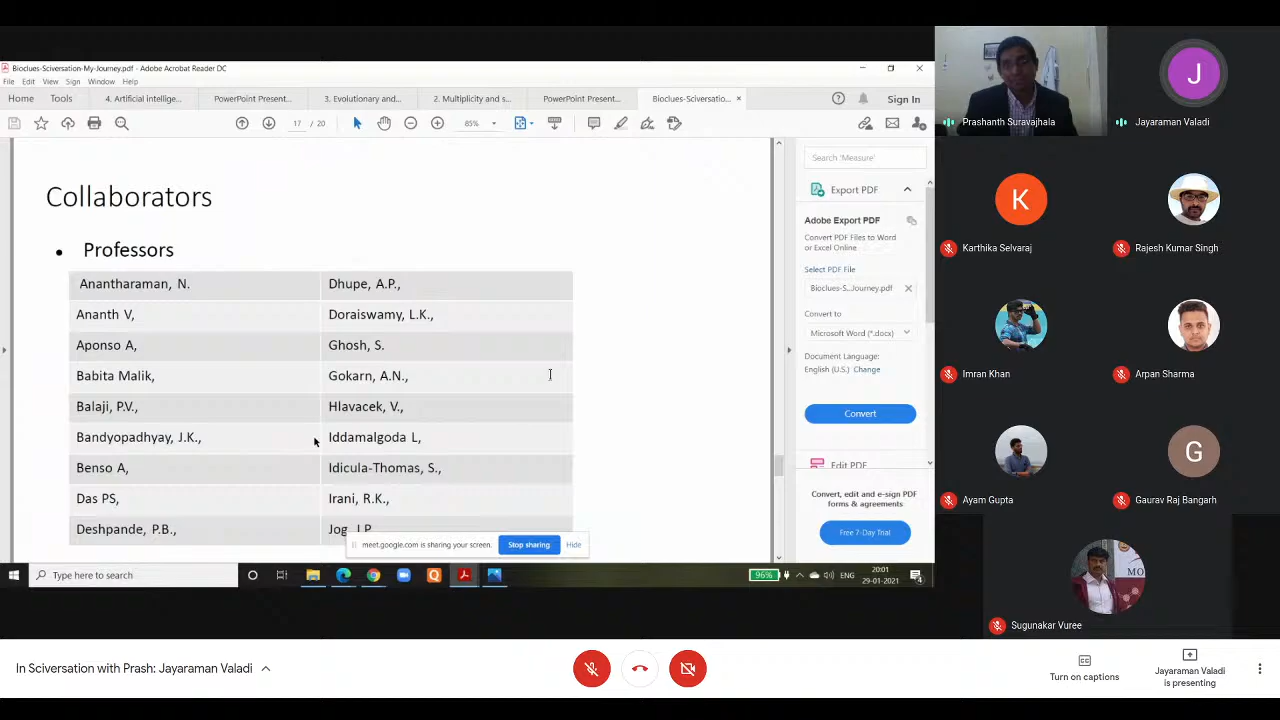 Bioclues-Sciversation-My-Journey.pdf - Adobe Acrobat Reader DC
File Edit View Sign Window Help
Home Tools 4. Artificial intellige... PowerPoint Present... 3. Evolutionary and... 2. Multiplicity and s... PowerPoint Present... Bioclues-Sciversatio... × Sign In
17 / 20 85%
Collaborators
• Professors
Anantharaman, N. Dhupe, A.P.,
Ananth V, Doraiswamy, L.K.,
Aponso A, Ghosh, S.
Babita Malik, Gokarn, A.N.,
Balaji, P.V., Hlavacek, V.,
Bandyopadhyay, J.K., Iddamalgoda L,
Benso A, Idicula-Thomas, S.,
Das PS, Irani, R.K.,
Deshpande, P.B., Jog, J.P.
Search 'Measure'
Export PDF
Adobe Export PDF
Convert PDF Files to Word
or Excel Online
Select PDF File
Bioclues-S...Journey.pdf
Convert to
Microsoft Word (*.docx)
Document Language:
English (U.S.) Change
Convert
Edit PDF
Convert, edit and e-sign PDF
forms & agreements
Free 7-Day Trial
meet.google.com is sharing your screen. Stop sharing Hide
Type here to search
96% ENG 20:01
29-01-2021
4
Prashanth Suravajhala
J
Jayaraman Valadi
K
Karthika Selvaraj
Rajesh Kumar Singh
Imran Khan
Arpan Sharma
Ayam Gupta
G
Gaurav Raj Bangarh
MO
Sugunakar Vuree
In Sciversation with Prash: Jayaraman Valadi
Turn on captions
Jayaraman Valadi
is presenting